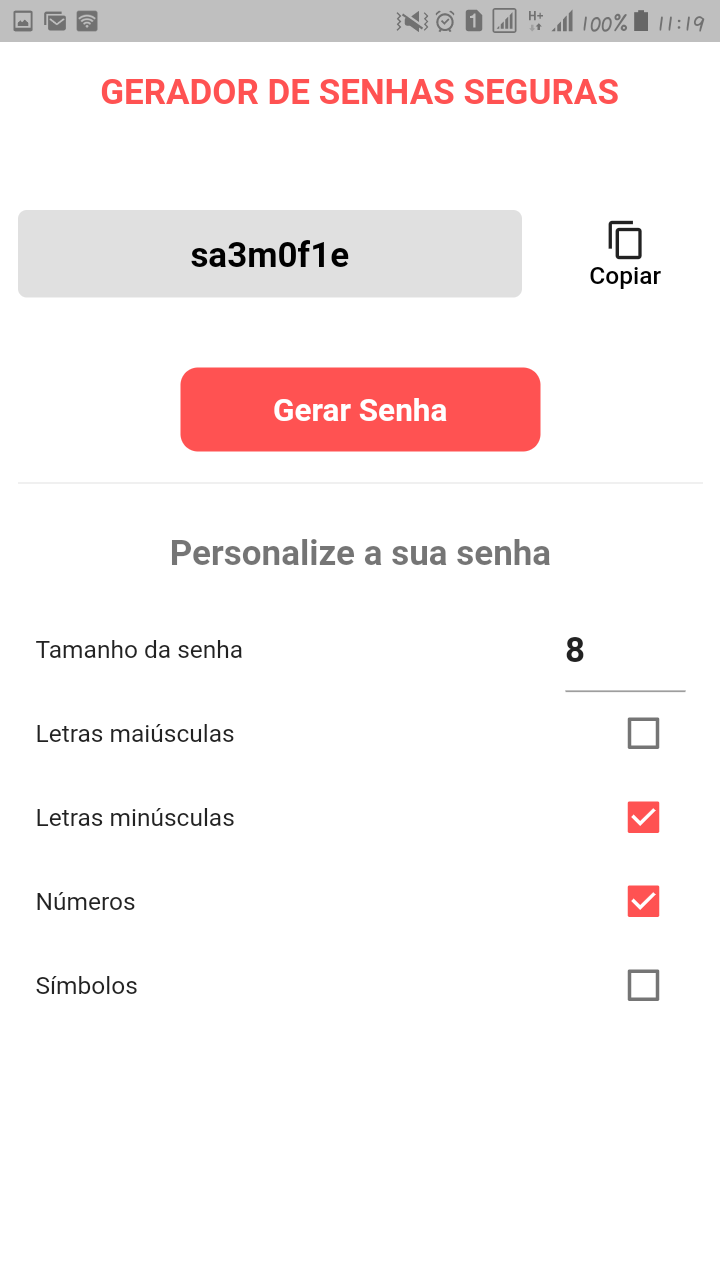 1 H+ 100% 11:19
GERADOR DE SENHAS SEGURAS
sa3m0f1e
Copiar
Gerar Senha
Personalize a sua senha
Tamanho da senha 8
Letras maiúsculas
Letras minúsculas
Números
Símbolos